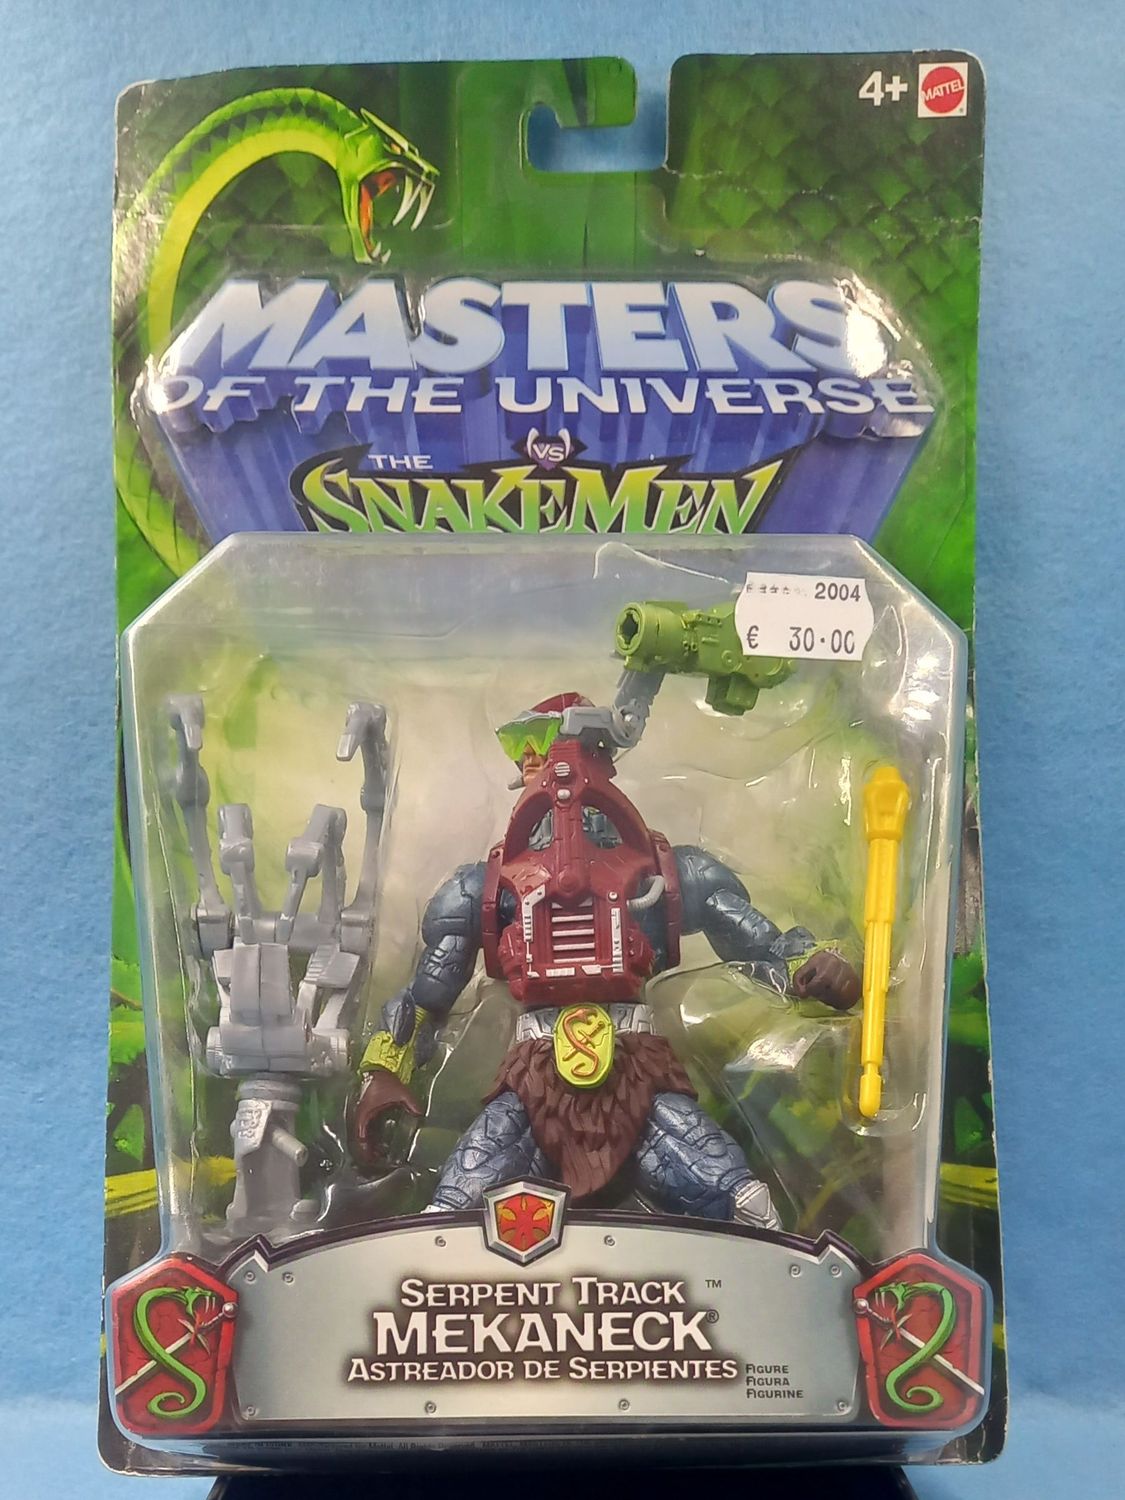 4+
MATTEL
MASTERS
OF THE UNIVERSE
VS
THE
SNAKEMEN
2004
€ 30.00
SERPENT TRACK™
MEKANECK®
ASTREADOR DE SERPIENTES
FIGURE
FIGURA
FIGURINE